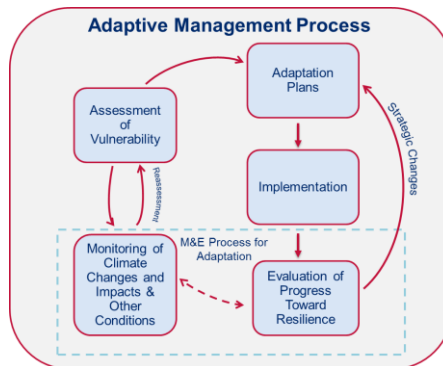 Adaptive Management Process
Adaptation
Plans
Assessment
of
Vulnerability
Strategic Changes
Reassessment
Implementation
M&E Process for
Adaptation
Monitoring of
Climate
Changes and
Impacts &
Other
Conditions
Evaluation of
Progress
Toward
Resilience